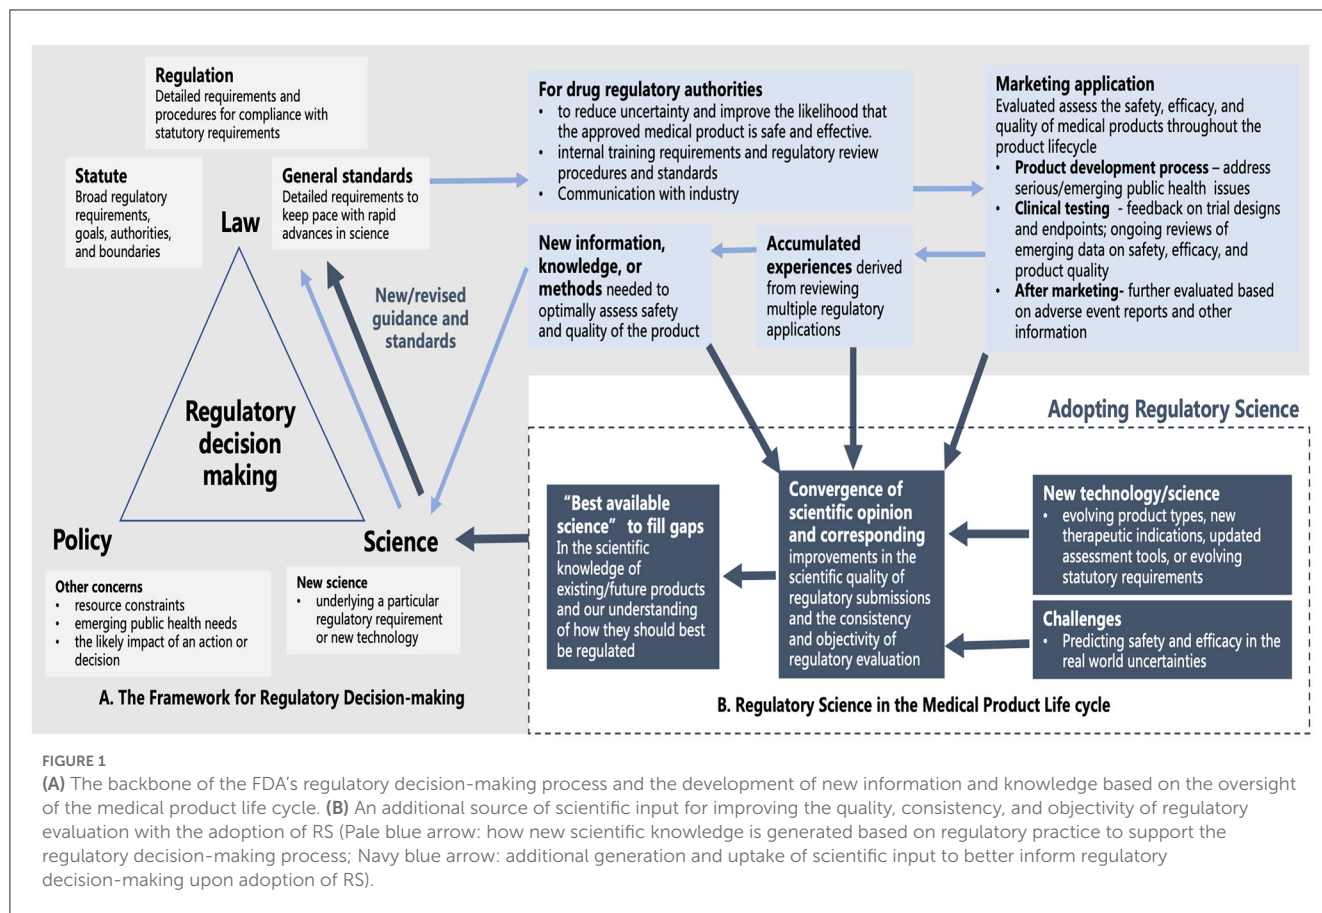 Regulation
Detailed requirements and
procedures for compliance with
statutory requirements
Statute
Broad regulatory
requirements,
goals, authorities,
and boundaries
General standards
Detailed requirements to
keep pace with rapid
advances in science
Law
New/revised
guidance and
standards
Regulatory
decision
making
Policy
Science
Other concerns
• resource constraints
• emerging public health needs
• the likely impact of an action or
decision
New science
• underlying a particular
regulatory requirement
or new technology
A. The Framework for Regulatory Decision-making
For drug regulatory authorities
• to reduce uncertainty and improve the likelihood that
the approved medical product is safe and effective.
• internal training requirements and regulatory review
procedures and standards
• Communication with industry
Marketing application
Evaluated assess the safety, efficacy, and
quality of medical products throughout the
product lifecycle
• Product development process – address
serious/emerging public health issues
• Clinical testing - feedback on trial designs
and endpoints; ongoing reviews of
emerging data on safety, efficacy, and
product quality
• After marketing- further evaluated based
on adverse event reports and other
information
New information,
knowledge, or
methods needed to
optimally assess safety
and quality of the product
Accumulated
experiences derived
from reviewing
multiple regulatory
applications
Adopting Regulatory Science
“Best available
science” to fill gaps
In the scientific
knowledge of
existing/future products
and our understanding
of how they should best
be regulated
Convergence of
scientific opinion
and corresponding
improvements in the
scientific quality of
regulatory submissions
and the consistency
and objectivity of
regulatory evaluation
New technology/science
• evolving product types, new
therapeutic indications, updated
assessment tools, or evolving
statutory requirements
Challenges
• Predicting safety and efficacy in the
real world uncertainties
B. Regulatory Science in the Medical Product Life cycle
FIGURE 1
(A) The backbone of the FDA’s regulatory decision-making process and the development of new information and knowledge based on the oversight
of the medical product life cycle. (B) An additional source of scientific input for improving the quality, consistency, and objectivity of regulatory
evaluation with the adoption of RS (Pale blue arrow: how new scientific knowledge is generated based on regulatory practice to support the
regulatory decision-making process; Navy blue arrow: additional generation and uptake of scientific input to better inform regulatory
decision-making upon adoption of RS).